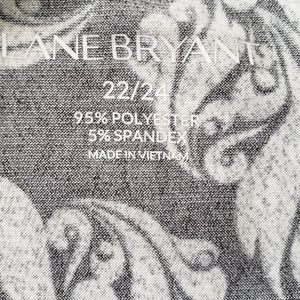 LANE BRYANT
22/24
95% POLYESTER
5% SPANDEX
MADE IN VIETNAM